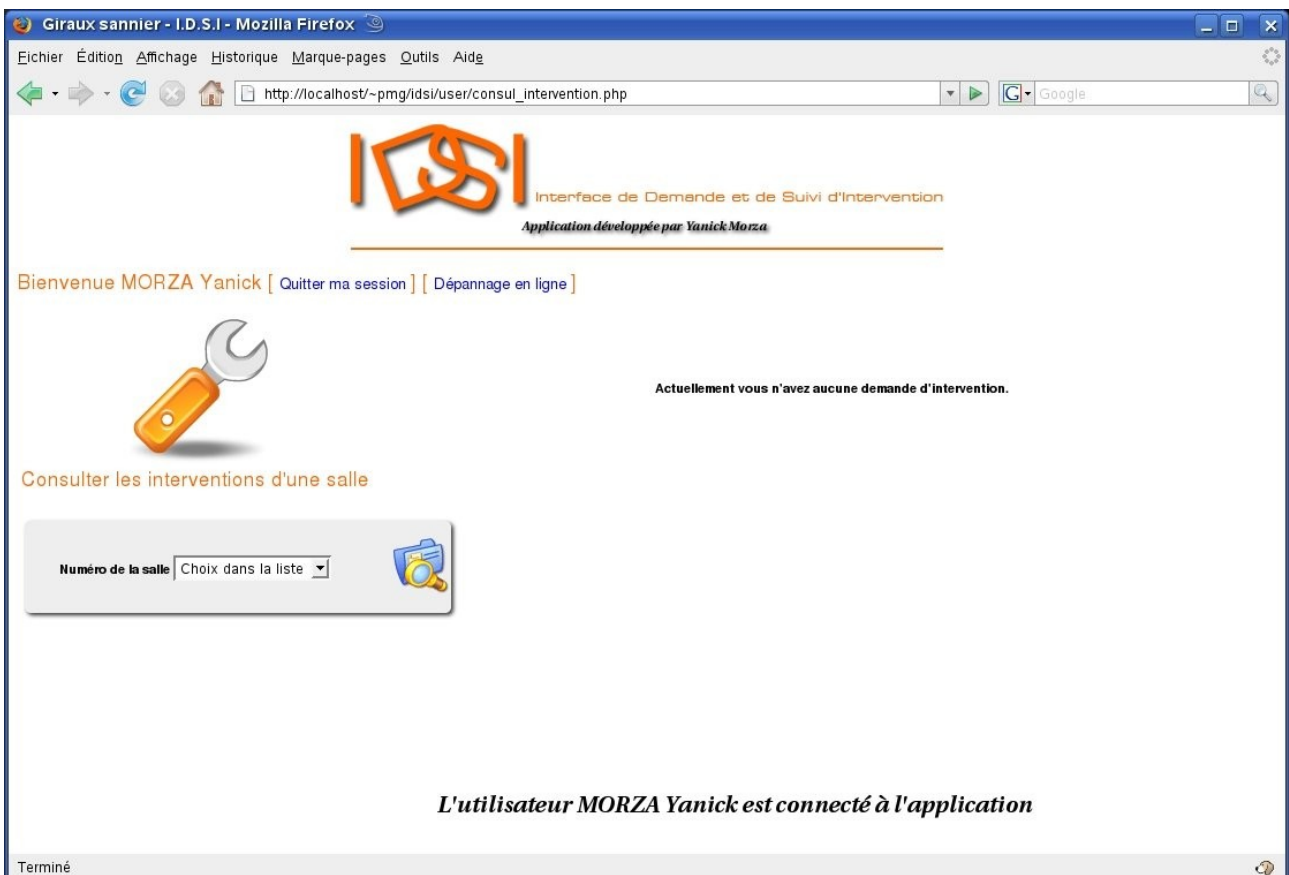 Giraux sannier - I.D.S.I - Mozilla Firefox
Eichier Édition Affichage Historique Marque-pages Outils Aide
http://localhost/~pmg/idsi/user/consul_intervention.php
G Google
IDSI
Interface de Demande et de Suivi d'Intervention
Application développée par Yanick Morza
Bienvenue MORZA Yanick [ Quitter ma session ] [ Dépannage en ligne ]
Actuellement vous n'avez aucune demande d'intervention.
Consulter les interventions d'une salle
Numéro de la salle Choix dans la liste
L'utilisateur MORZA Yanick est connecté à l'application
Terminé